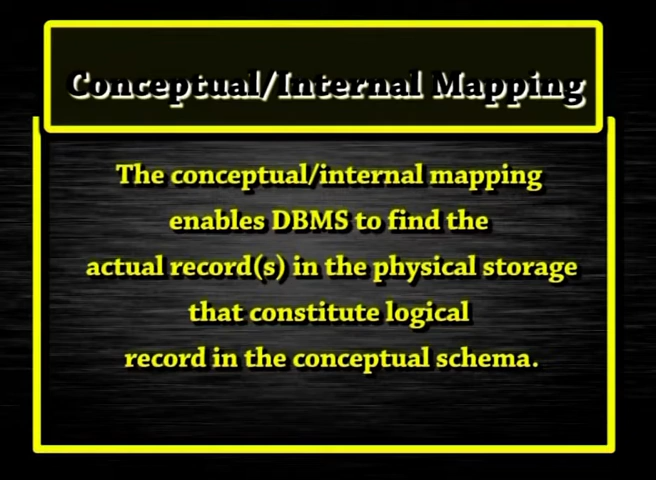 Conceptual/Internal Mapping
The conceptual/internal mapping
enables DBMS to find the
actual record(s) in the physical storage
that constitute logical
record in the conceptual schema.